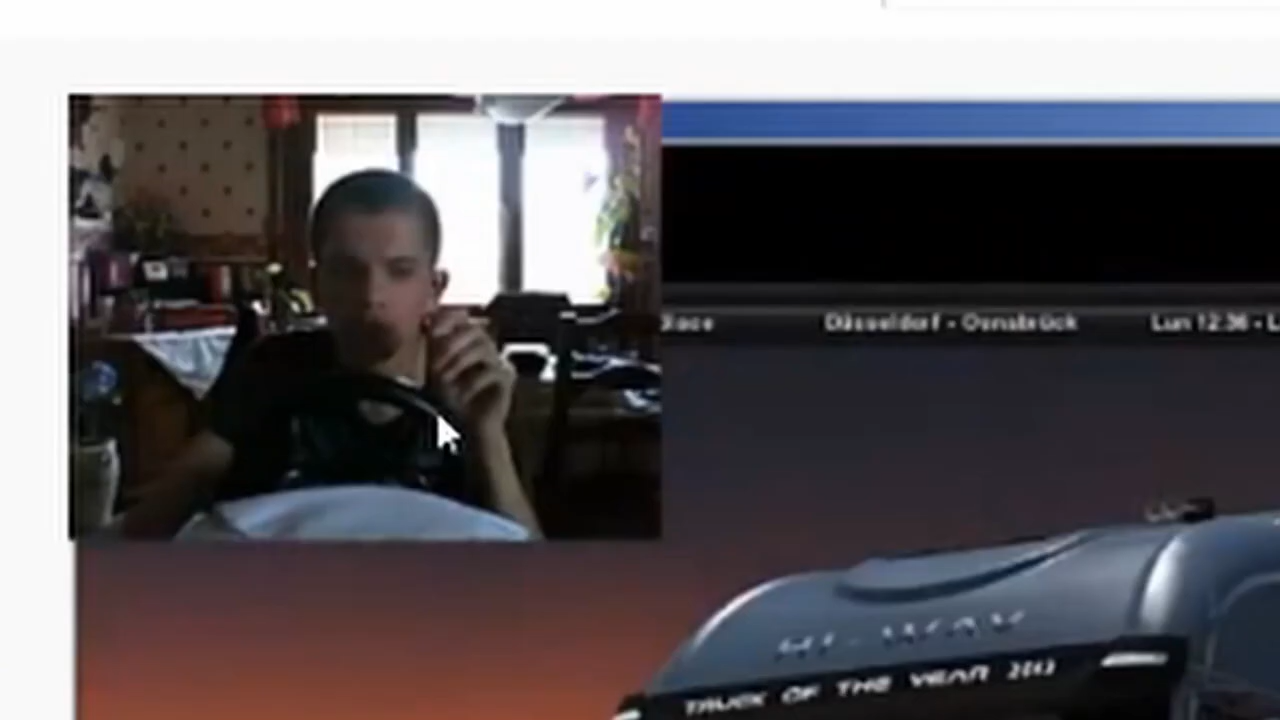 Düsseldorf - Osnabrück
Lun 12:36 - L
HI-WAY
TRUCK OF THE YEAR 2013